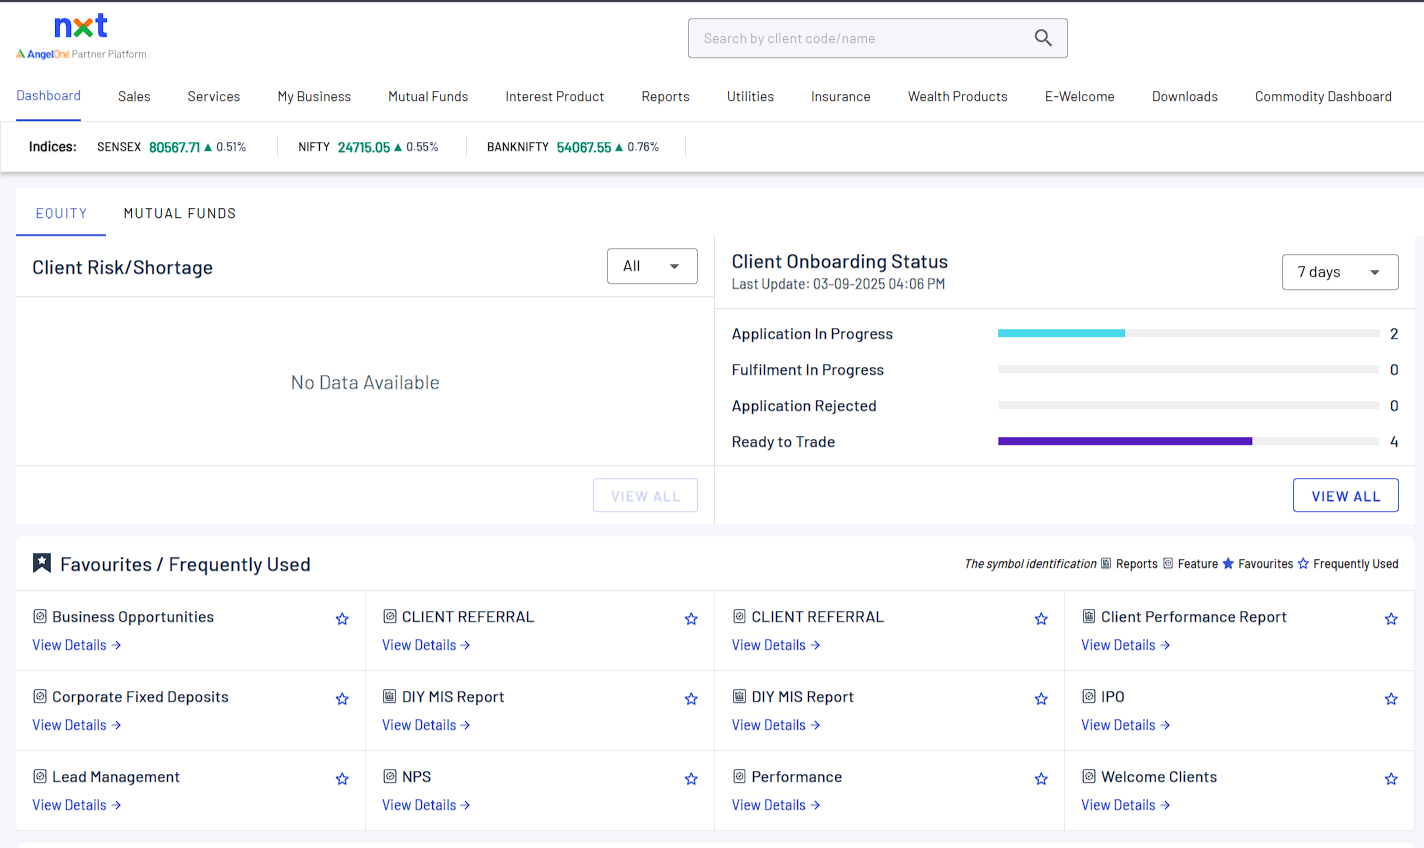 nxt
AngelOne Partner Platform
Search by client code/name
Dashboard Sales Services My Business Mutual Funds Interest Product Reports Utilities Insurance Wealth Products E-Welcome Downloads Commodity Dashboard
Indices: SENSEX 80567.71 ▲ 0.51% NIFTY 24715.05 ▲ 0.55% BANKNIFTY 54067.55 ▲ 0.76%
EQUITY MUTUAL FUNDS
Client Risk/Shortage All
No Data Available
VIEW ALL
Client Onboarding Status
Last Update: 03-09-2025 04:06 PM
7 days
Application In Progress 2
Fulfilment In Progress 0
Application Rejected 0
Ready to Trade 4
VIEW ALL
Favourites / Frequently Used
The symbol identification Reports Feature Favourites Frequently Used
Business Opportunities CLIENT REFERRAL CLIENT REFERRAL Client Performance Report
View Details → View Details → View Details → View Details →
Corporate Fixed Deposits DIY MIS Report DIY MIS Report IPO
View Details → View Details → View Details → View Details →
Lead Management NPS Performance Welcome Clients
View Details → View Details → View Details → View Details →